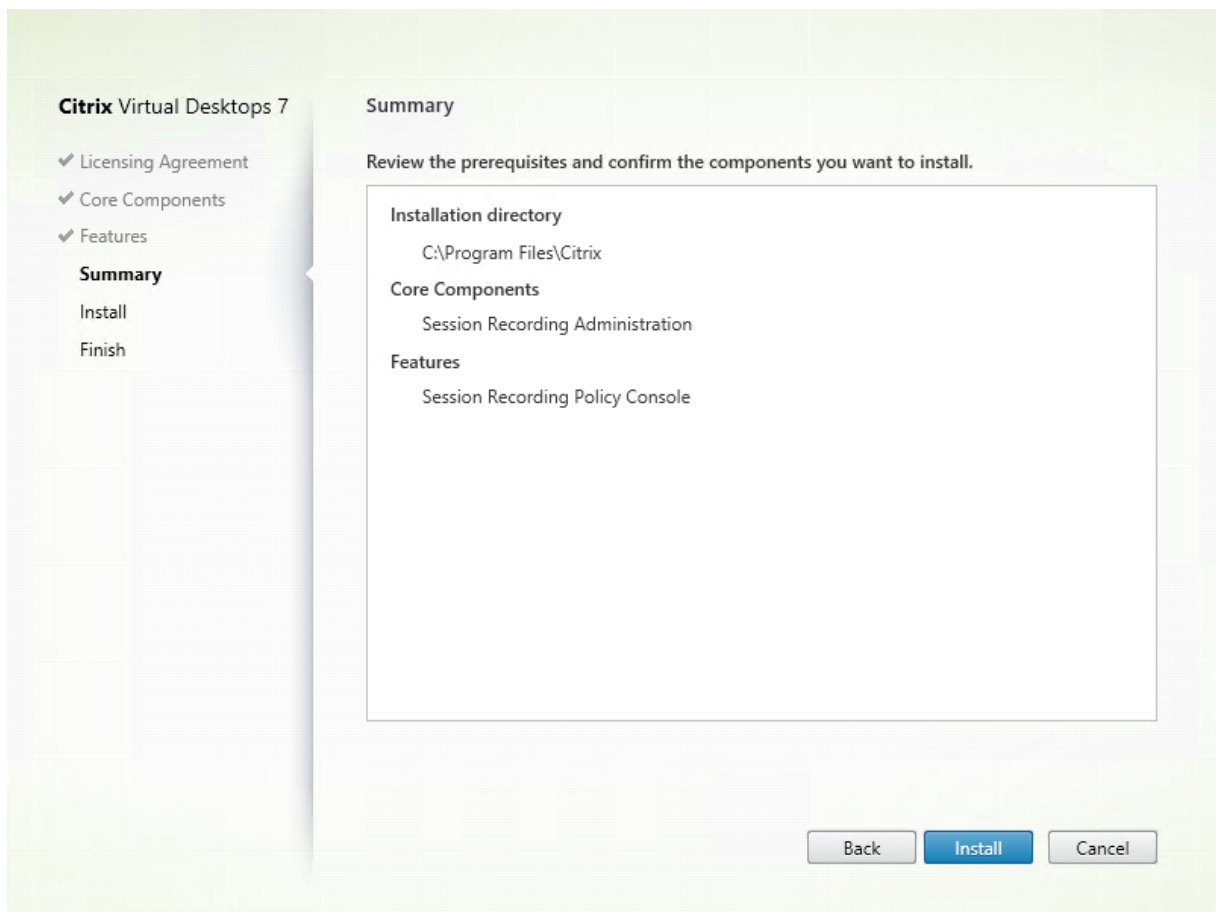 Citrix Virtual Desktops 7
Licensing Agreement
Core Components
Features
Summary
Install
Finish
Summary
Review the prerequisites and confirm the components you want to install.
Installation directory
C:\Program Files\Citrix
Core Components
Session Recording Administration
Features
Session Recording Policy Console
Back Install Cancel